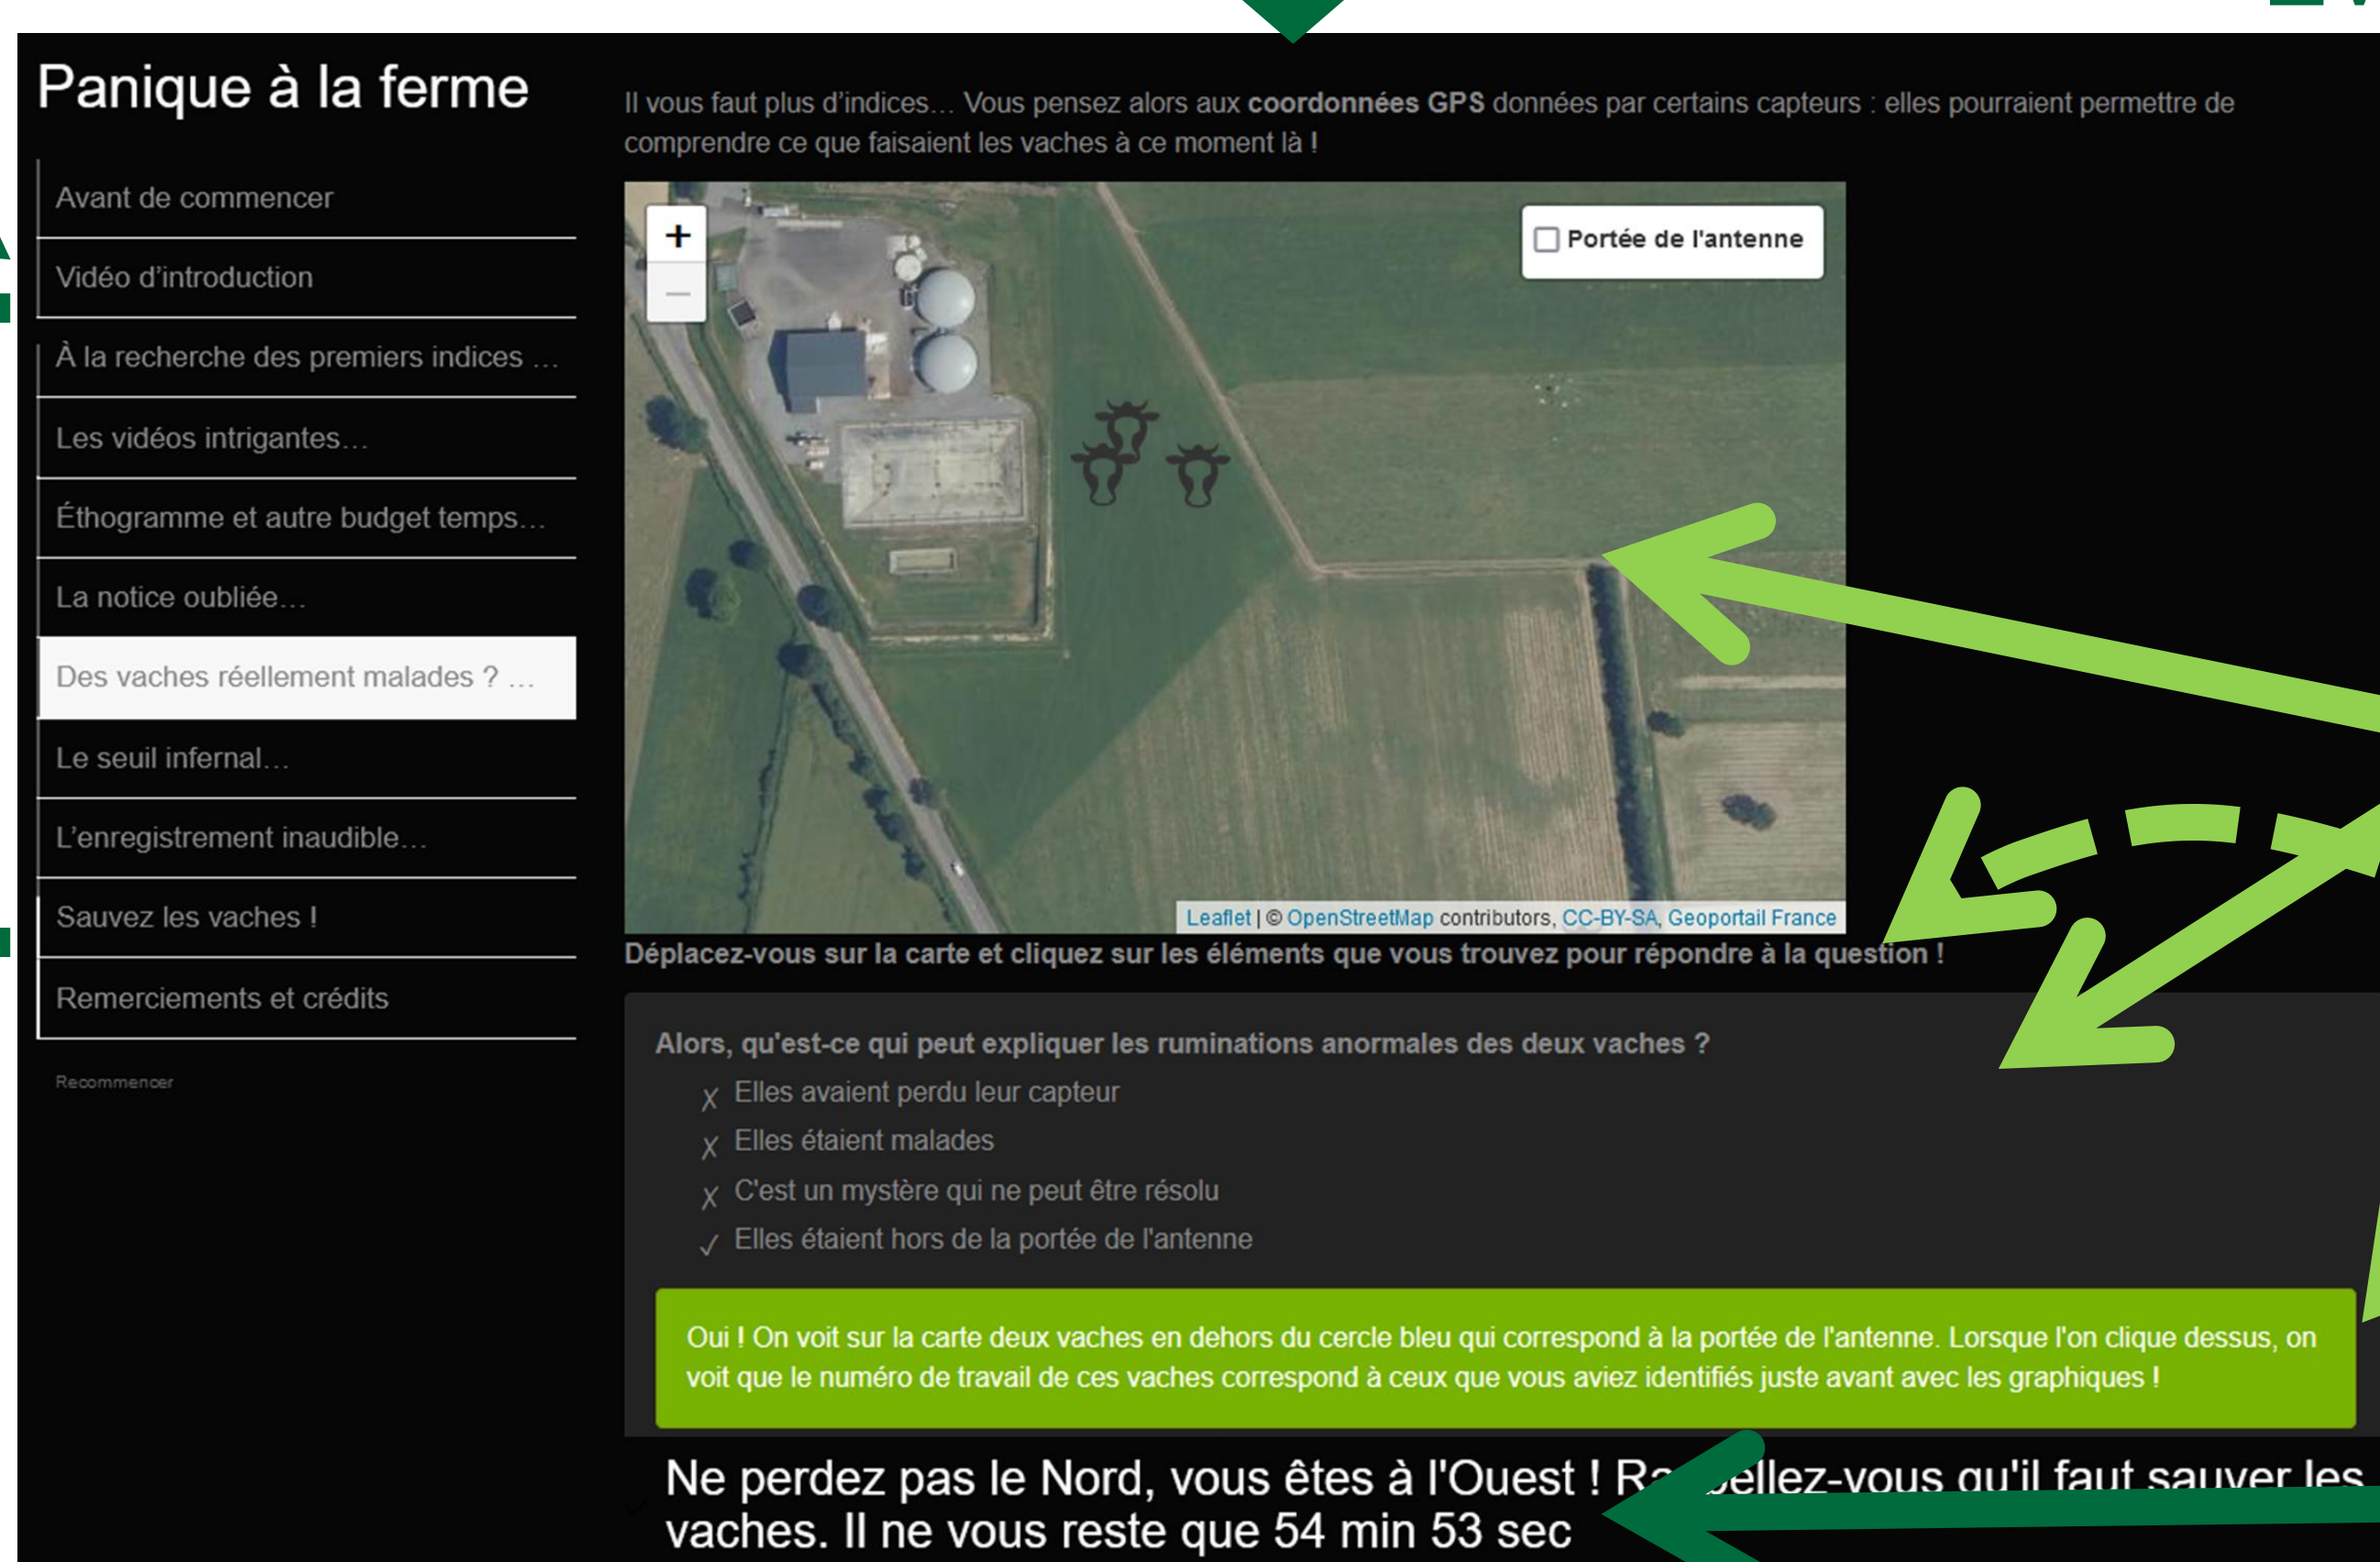 Panique à la ferme
Avant de commencer
Vidéo d'introduction
À la recherche des premiers indices …
Les vidéos intrigantes…
Éthogramme et autre budget temps…
La notice oubliée…
Des vaches réellement malades ? …
Le seuil infernal…
L'enregistrement inaudible…
Sauvez les vaches !
Remerciements et crédits
Recommencer
Il vous faut plus d'indices… Vous pensez alors aux coordonnées GPS données par certains capteurs : elles pourraient permettre de
comprendre ce que faisaient les vaches à ce moment là !
+
−
Portée de l'antenne
Leaflet | © OpenStreetMap contributors, CC-BY-SA, Geoportail France
Déplacez-vous sur la carte et cliquez sur les éléments que vous trouvez pour répondre à la question !
Alors, qu'est-ce qui peut expliquer les ruminations anormales des deux vaches ?
✗ Elles avaient perdu leur capteur
✗ Elles étaient malades
✗ C'est un mystère qui ne peut être résolu
✓ Elles étaient hors de la portée de l'antenne
Oui ! On voit sur la carte deux vaches en dehors du cercle bleu qui correspond à la portée de l'antenne. Lorsque l'on clique dessus, on
voit que le numéro de travail de ces vaches correspond à ceux que vous aviez identifiés juste avant avec les graphiques !
Ne perdez pas le Nord, vous êtes à l'Ouest ! Rappellez-vous qu'il faut sauver les
vaches. Il ne vous reste que 54 min 53 sec